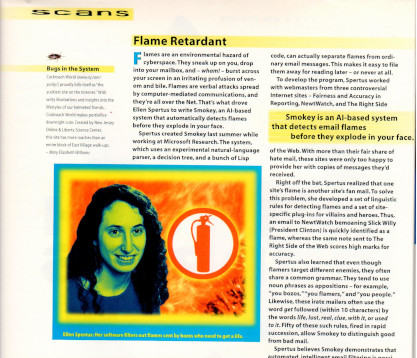 scans
Bugs in the System
Cockroach World (www.nj.com/
yucky/) proudly bills itself as "the
yuckiest site on the Internet." With
witty illustrations and insights into the
lifestyle of our betrothed friends,
Cockroach World makes pestilence
downright cute. Created by New Jersey
Online & Liberty Science Center,
this site has more roaches than an
entire block of East Village walk-ups.
- Mary Elizabeth Williams
Flame Retardant
Flames are an environmental hazard of
cyberspace. They sneak up on you, drop
into your mailbox, and - wham! - burst across
your screen in an irritating profusion of ven-
om and bile. Flames are verbal attacks spread
by computer-mediated communications, and
they're all over the Net. That's what drove
Ellen Spertus to write Smokey, an AI-based
system that automatically detects flames
before they explode in your face.
Spertus created Smokey last summer while
working at Microsoft Research. The system,
which uses an experimental natural-language
parser, a decision tree, and a bunch of Lisp
Ellen Spertus: Her software filters out flames sent by bores who need to get a life.
code, can actually separate flames from ordi-
nary email messages. This makes it easy to file
them away for reading later - or never at all.
To develop the program, Spertus worked
with webmasters from three controversial
Internet sites - Fairness and Accuracy in
Reporting, NewtWatch, and The Right Side
Smokey is an AI-based system
that detects email flames
before they explode in your face.
of the Web. With more than their fair share of
hate mail, these sites were only too happy to
provide her with copies of messages they'd
received.
Right off the bat, Spertus realized that one
site's flame is another site's fan mail. To solve
this problem, she developed a set of linguistic
rules for detecting flames and a set of site-
specific plug-ins for villains and heroes. Thus,
an email to NewtWatch bemoaning Slick Willy
(President Clinton) is quickly identified as a
flame, whereas the same note sent to The
Right Side of the Web scores high marks for
accuracy.
Spertus also learned that even though
flamers target different enemies, they often
share a common grammar. They tend to use
noun phrases as appositions - for example,
"you bozos," "you flamers," and "you people."
Likewise, these irate mailers often use the
word get followed (within 10 characters) by
the words life, lost, real, clue, with it, or used
to it. Fifty of these such rules, fired in rapid
succession, allow Smokey to distinguish good
from bad mail.
Spertus believes Smokey demonstrates that
automated, intelligent email filtering is